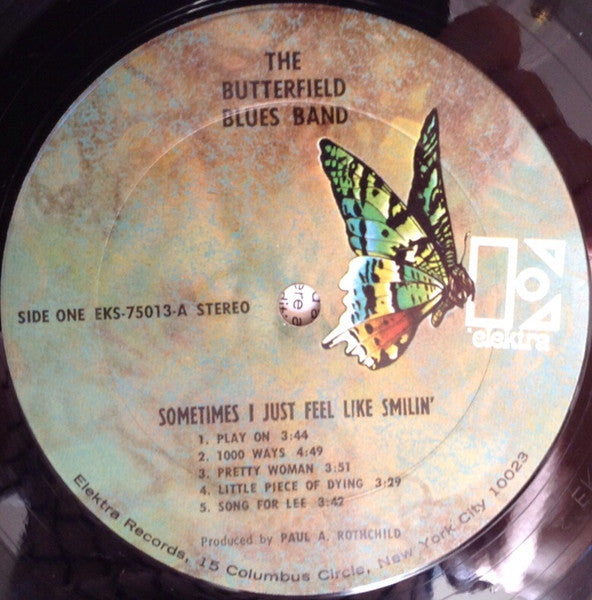 THE
BUTTERFIELD
BLUES BAND
SIDE ONE EKS-75013-A STEREO
elektra
SOMETIMES I JUST FEEL LIKE SMILIN'
1. PLAY ON 3:44
2. 1000 WAYS 4:49
3. PRETTY WOMAN 3:51
4. LITTLE PIECE OF DYING 3:29
5. SONG FOR LEE 3:42
Produced by PAUL A. ROTHCHILD
Elektra Records, 15 Columbus Circle, New York City 10023